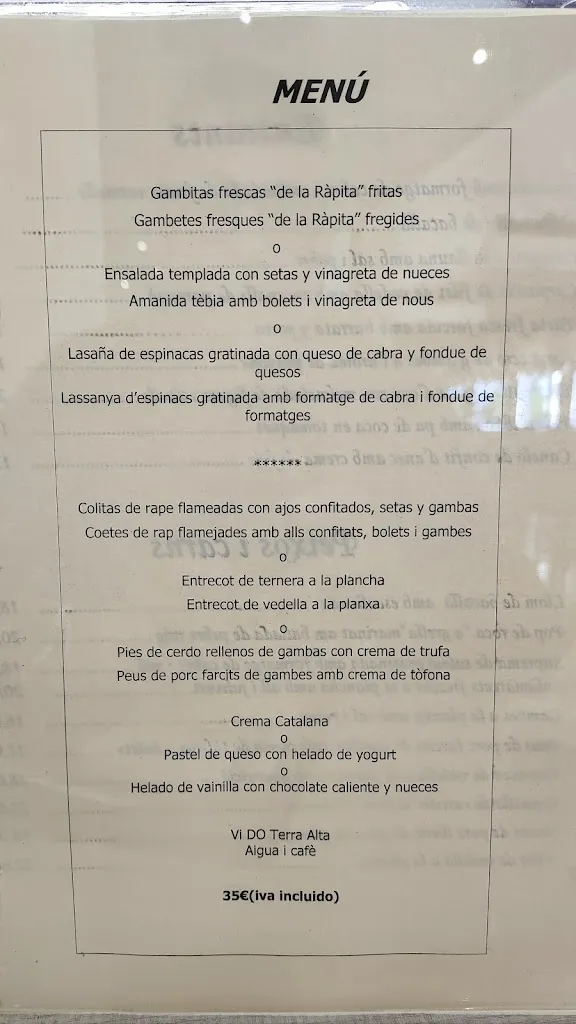 MENÚ
Gambitas frescas "de la Ràpita" fritas
Gambetes fresques "de la Ràpita" fregides
o
Ensalada templada con setas y vinagreta de nueces
Amanida tèbia amb bolets i vinagreta de nous
o
Lasaña de espinacas gratinada con queso de cabra y fondue de
quesos
Lassanya d'espinacs gratinada amb formatge de cabra i fondue de
formatges
******
Colitas de rape flameadas con ajos confitados, setas y gambas
Coetes de rap flamejades amb alls confitats, bolets i gambes
o
Entrecot de ternera a la plancha
Entrecot de vedella a la planxa
o
Pies de cerdo rellenos de gambas con crema de trufa
Peus de porc farcits de gambes amb crema de tòfona
Crema Catalana
o
Pastel de queso con helado de yogurt
o
Helado de vainilla con chocolate caliente y nueces
Vi DO Terra Alta
Aigua i cafè
35€(iva incluido)